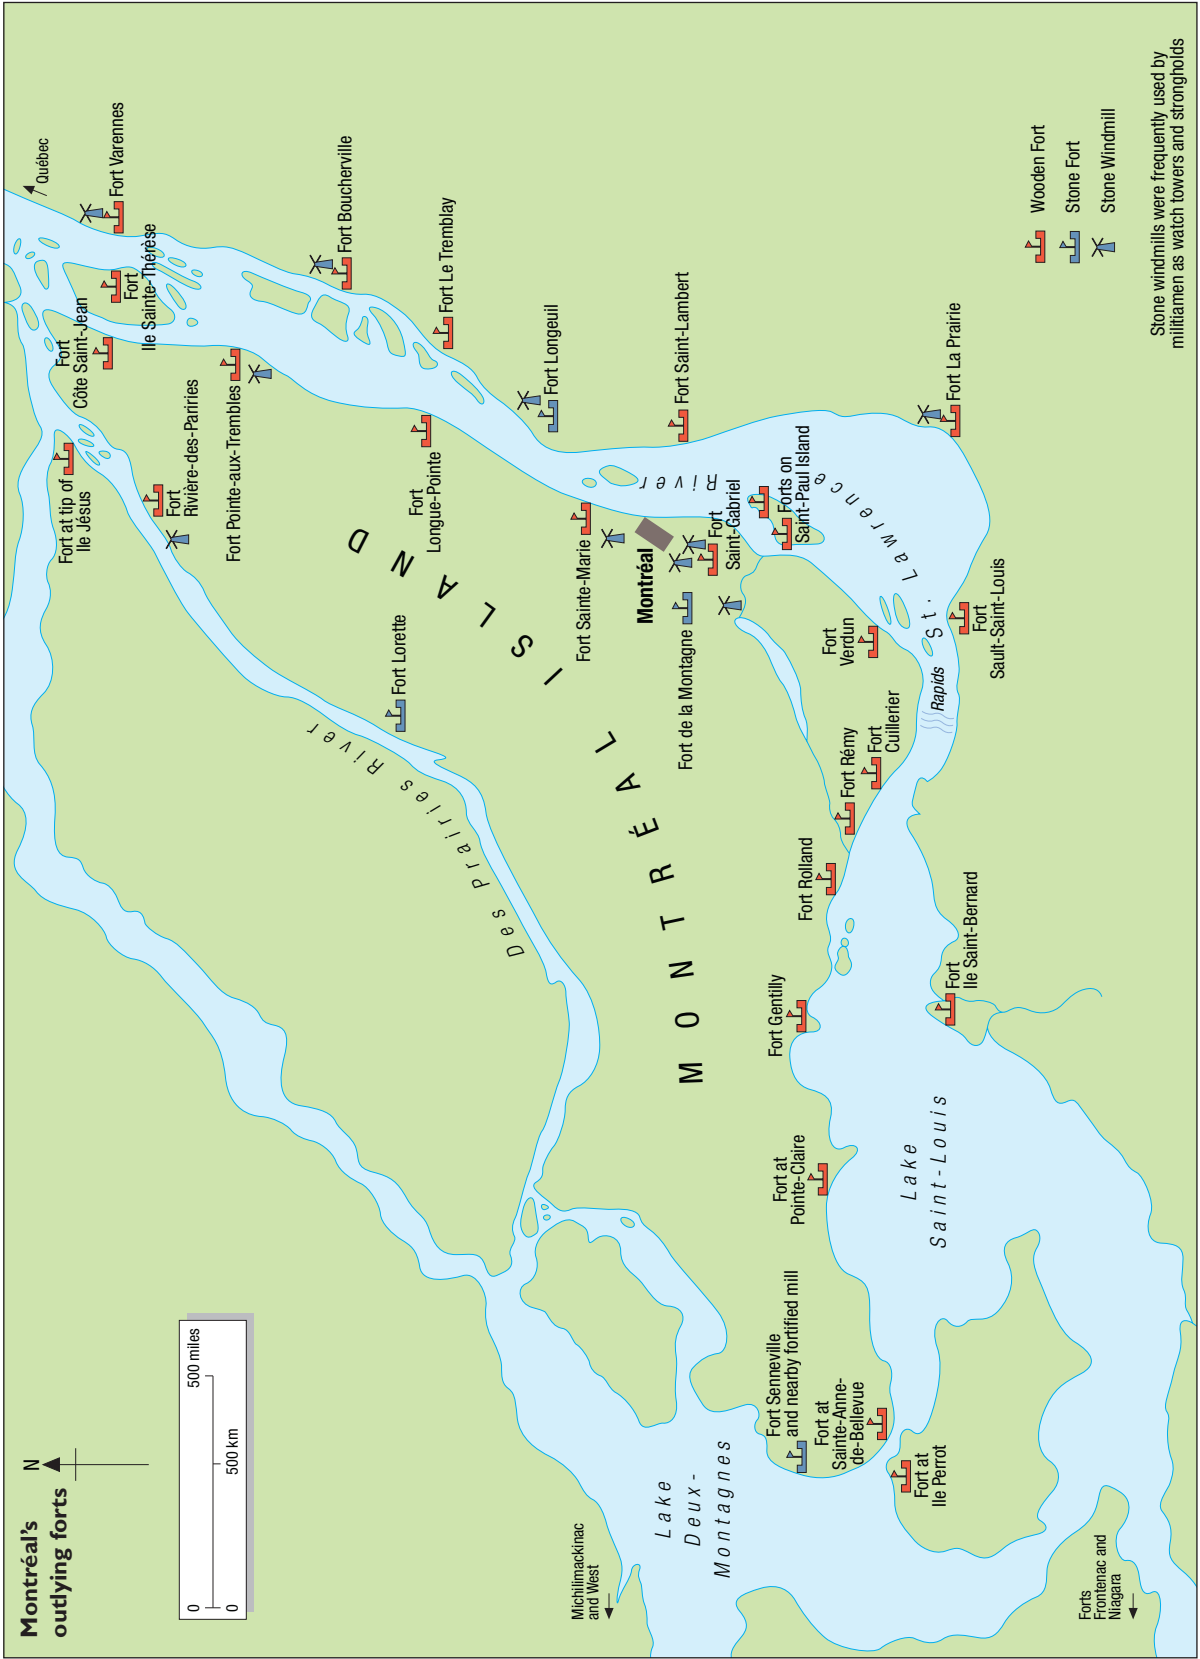 Montréal's
outlying forts
N
0
500 miles
0
500 km
Michilimackinac
and West
Forts
Frontenac and
Niagara
Lake
Deux-
Montagnes
Fort Senneville
and nearby fortified mill
Fort at
Sainte-Anne-
de-Bellevue
Fort at
Ile Perrot
Fort at
Pointe-Claire
Lake
Saint-Louis
Fort Gentilly
Fort
Ile Saint-Bernard
Fort Rolland
Fort Rémy
Fort
Cuillerier
Rapids
Fort
Verdun
Fort
Sault-Saint-Louis
St. Lawrence
River
MONTRÉAL ISLAND
Des Prairies River
Fort Lorette
Fort de la Montagne
Montréal
Fort Sainte-Marie
Fort
Saint-Gabriel
Forts on
Saint-Paul Island
Fort La Prairie
Fort Saint-Lambert
Fort Longeuil
Fort
Longue-Pointe
Fort Le Tremblay
Fort Boucherville
Fort Pointe-aux-Trembles
Fort
Rivière-des-Pariries
Fort at tip of
Ile Jésus
Fort
Côte Saint-Jean
Fort
Ile Sainte-Thérèse
Fort Varennes
Québec
Wooden Fort
Stone Fort
Stone Windmill
Stone windmills were frequently used by
militiamen as watch towers and strongholds